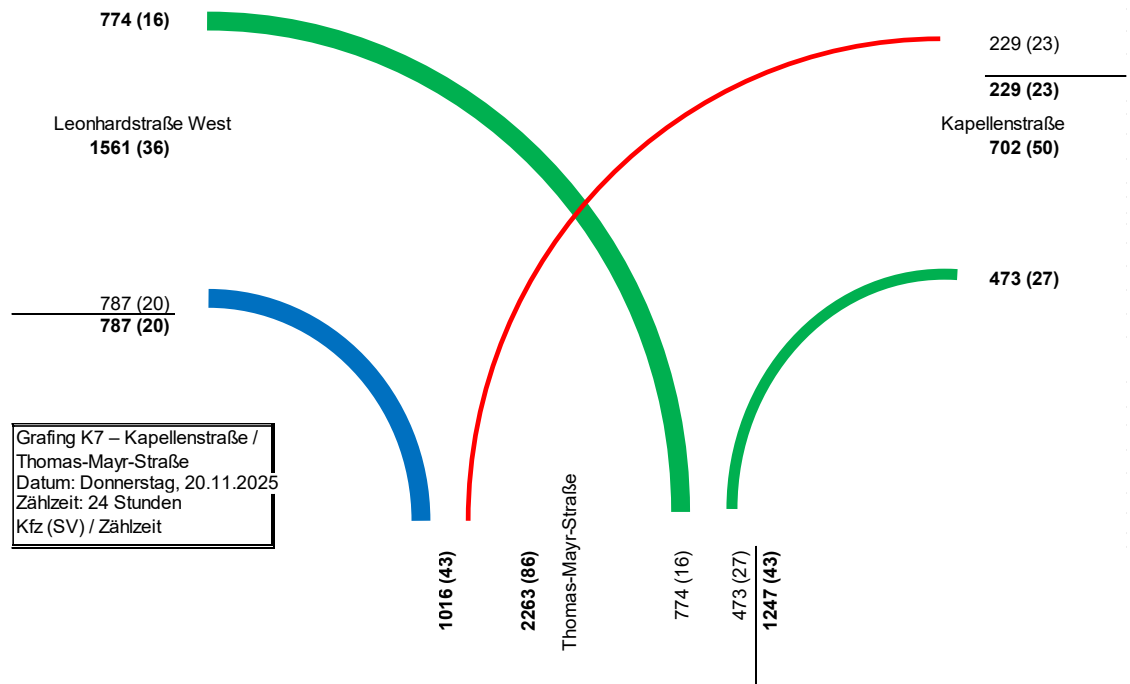 774 (16)
229 (23)
229 (23)
Leonhardstraße West
1561 (36)
Kapellenstraße
702 (50)
473 (27)
787 (20)
787 (20)
Grafing K7 – Kapellenstraße /
Thomas-Mayr-Straße
Datum: Donnerstag, 20.11.2025
Zählzeit: 24 Stunden
Kfz (SV) / Zählzeit
1016 (43)
2263 (86)
Thomas-Mayr-Straße
774 (16)
473 (27)
1247 (43)